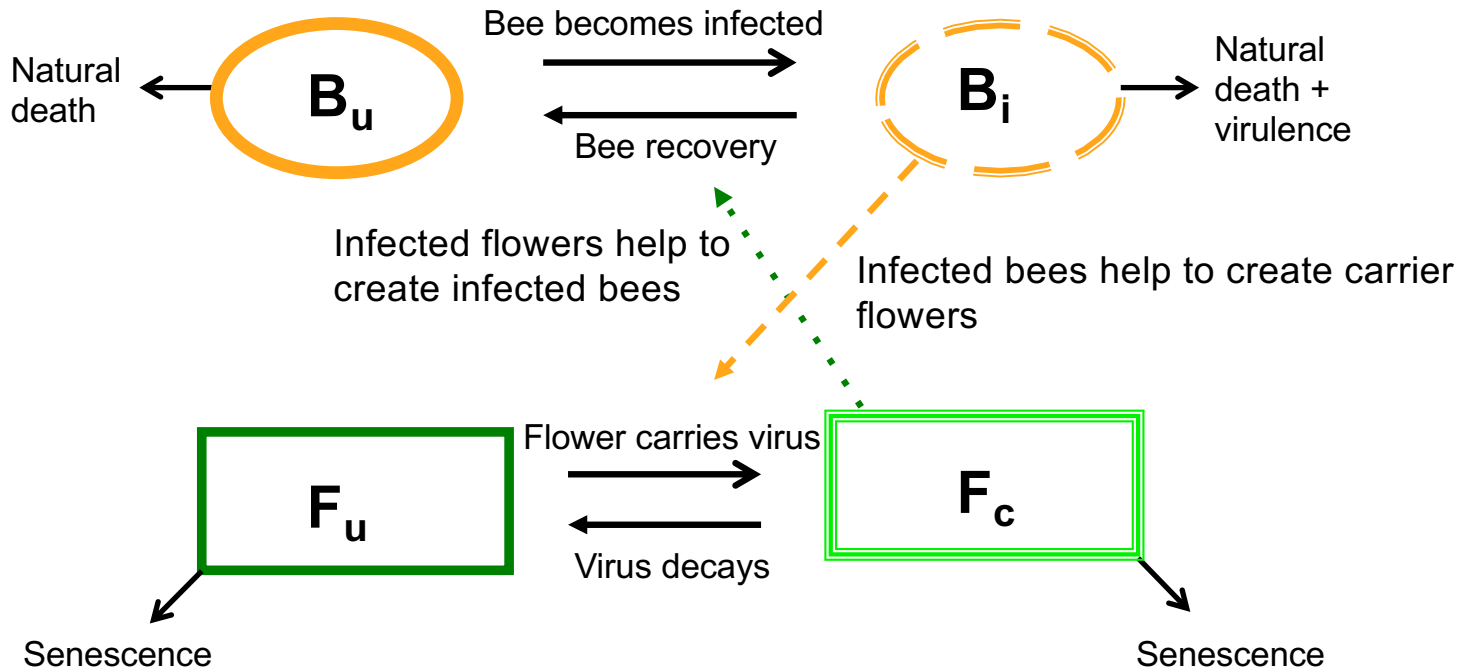 Bee becomes infected
Natural
death
Bu
Bi
Natural
death +
virulence
Bee recovery
Infected flowers help to
create infected bees
Infected bees help to create carrier
flowers
Flower carries virus
Fu
Fc
Virus decays
Senescence
Senescence